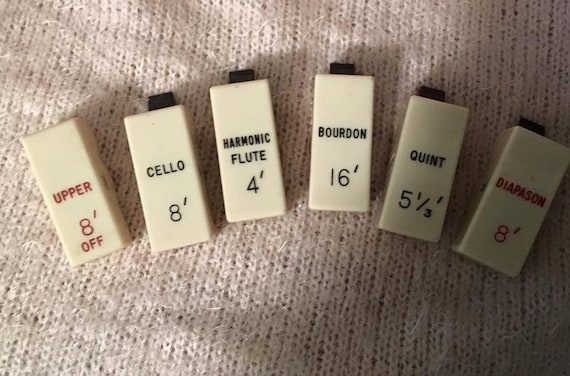 UPPER
8′
OFF
CELLO
8′
HARMONIC
FLUTE
4′
BOURDON
16′
QUINT
5⅓′
DIAPASON
8′